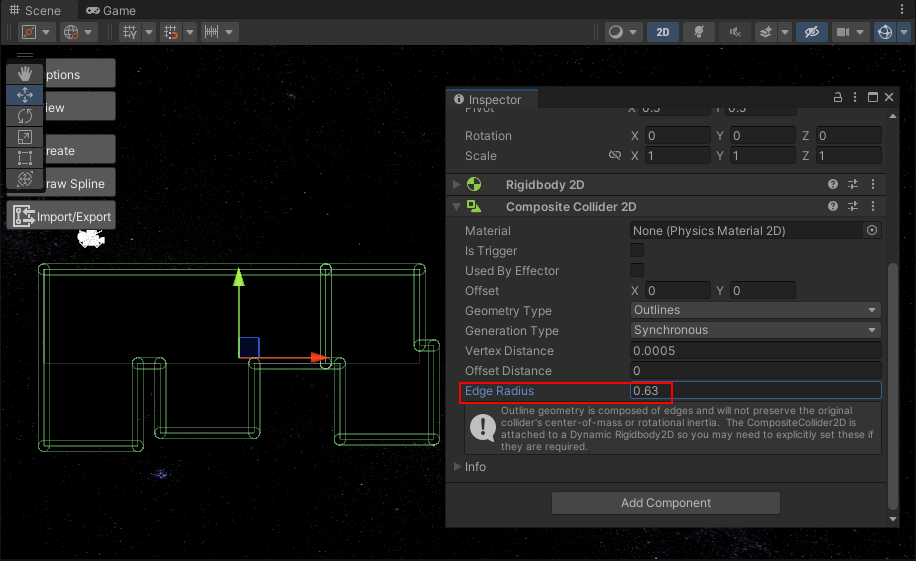 Scene
Game
2D
ptions
iew
reate
raw Spline
Import/Export
Inspector
Pivot X 0.5 Y 0.5
Rotation X 0 Y 0 Z 0
Scale X 1 Y 1 Z 1
Rigidbody 2D
Composite Collider 2D
Material None (Physics Material 2D)
Is Trigger
Used By Effector
Offset X 0 Y 0
Geometry Type Outlines
Generation Type Synchronous
Vertex Distance 0.0005
Offset Distance 0
Edge Radius 0.63
Outline geometry is composed of edges and will not preserve the original
collider's center-of-mass or rotational inertia. The CompositeCollider2D is
attached to a Dynamic Rigidbody2D so you may need to explicitly set these if
they are required.
Info
Add Component